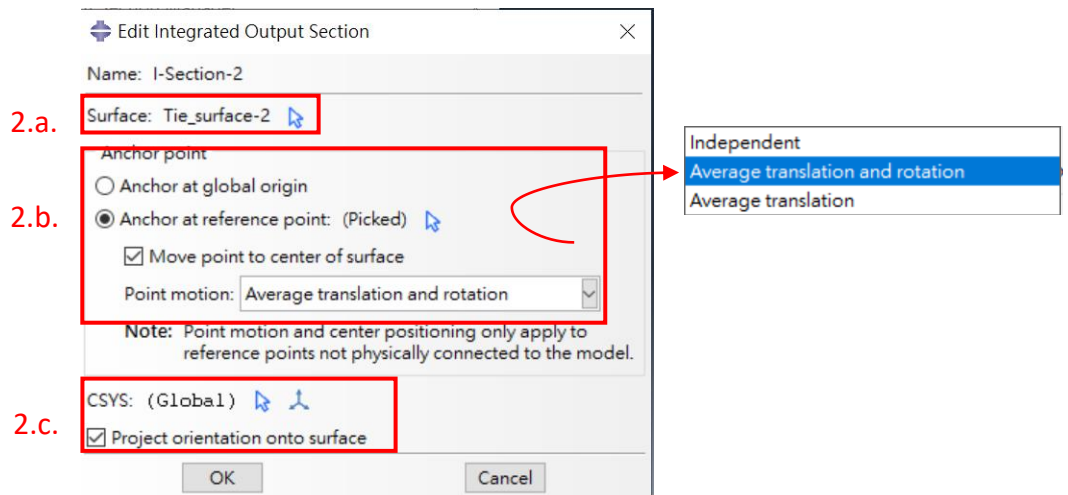 Edit Integrated Output Section
Name: I-Section-2
2.a.
Surface: Tie_surface-2
Anchor point
Anchor at global origin
2.b.
Anchor at reference point: (Picked)
Move point to center of surface
Point motion: Average translation and rotation
Note: Point motion and center positioning only apply to
reference points not physically connected to the model.
Independent
Average translation and rotation
Average translation
2.c.
CSYS: (Global)
Project orientation onto surface
OK Cancel